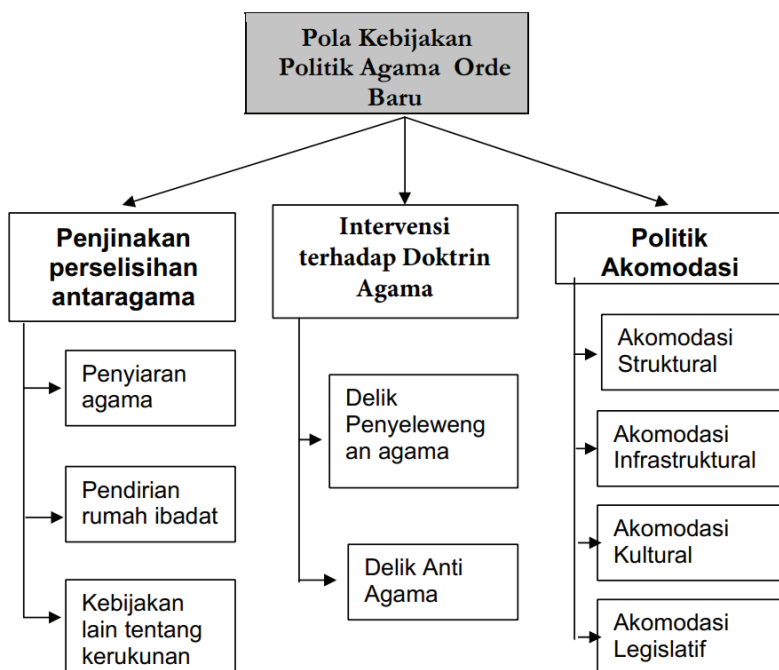 Pola Kebijakan
Politik Agama Orde
Baru
Penjinakan
perselisihan
antaragama
Penyiaran
agama
Pendirian
rumah ibadat
Kebijakan
lain tentang
kerukunan
Intervensi
terhadap Doktrin
Agama
Delik
Penyeleweng
an agama
Delik Anti
Agama
Politik
Akomodasi
Akomodasi
Struktural
Akomodasi
Infrastruktural
Akomodasi
Kultural
Akomodasi
Legislatif